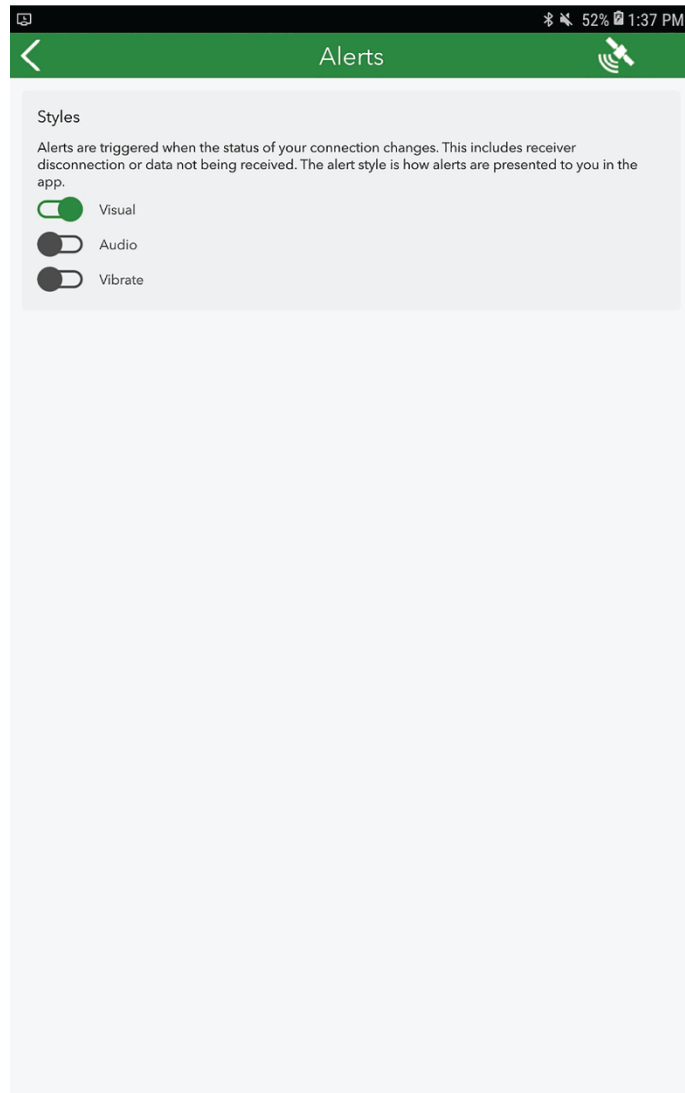 52% 1:37 PM
Alerts
Styles
Alerts are triggered when the status of your connection changes. This includes receiver
disconnection or data not being received. The alert style is how alerts are presented to you in the
app.
Visual
Audio
Vibrate